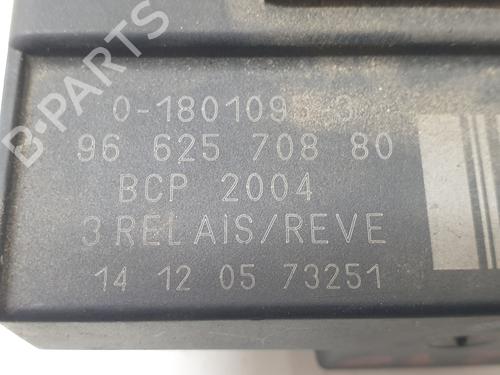 B-PARTS
0-180109
96 625 708 80
BCP 2004
3 RELAIS/REVE
14 12 05 73251